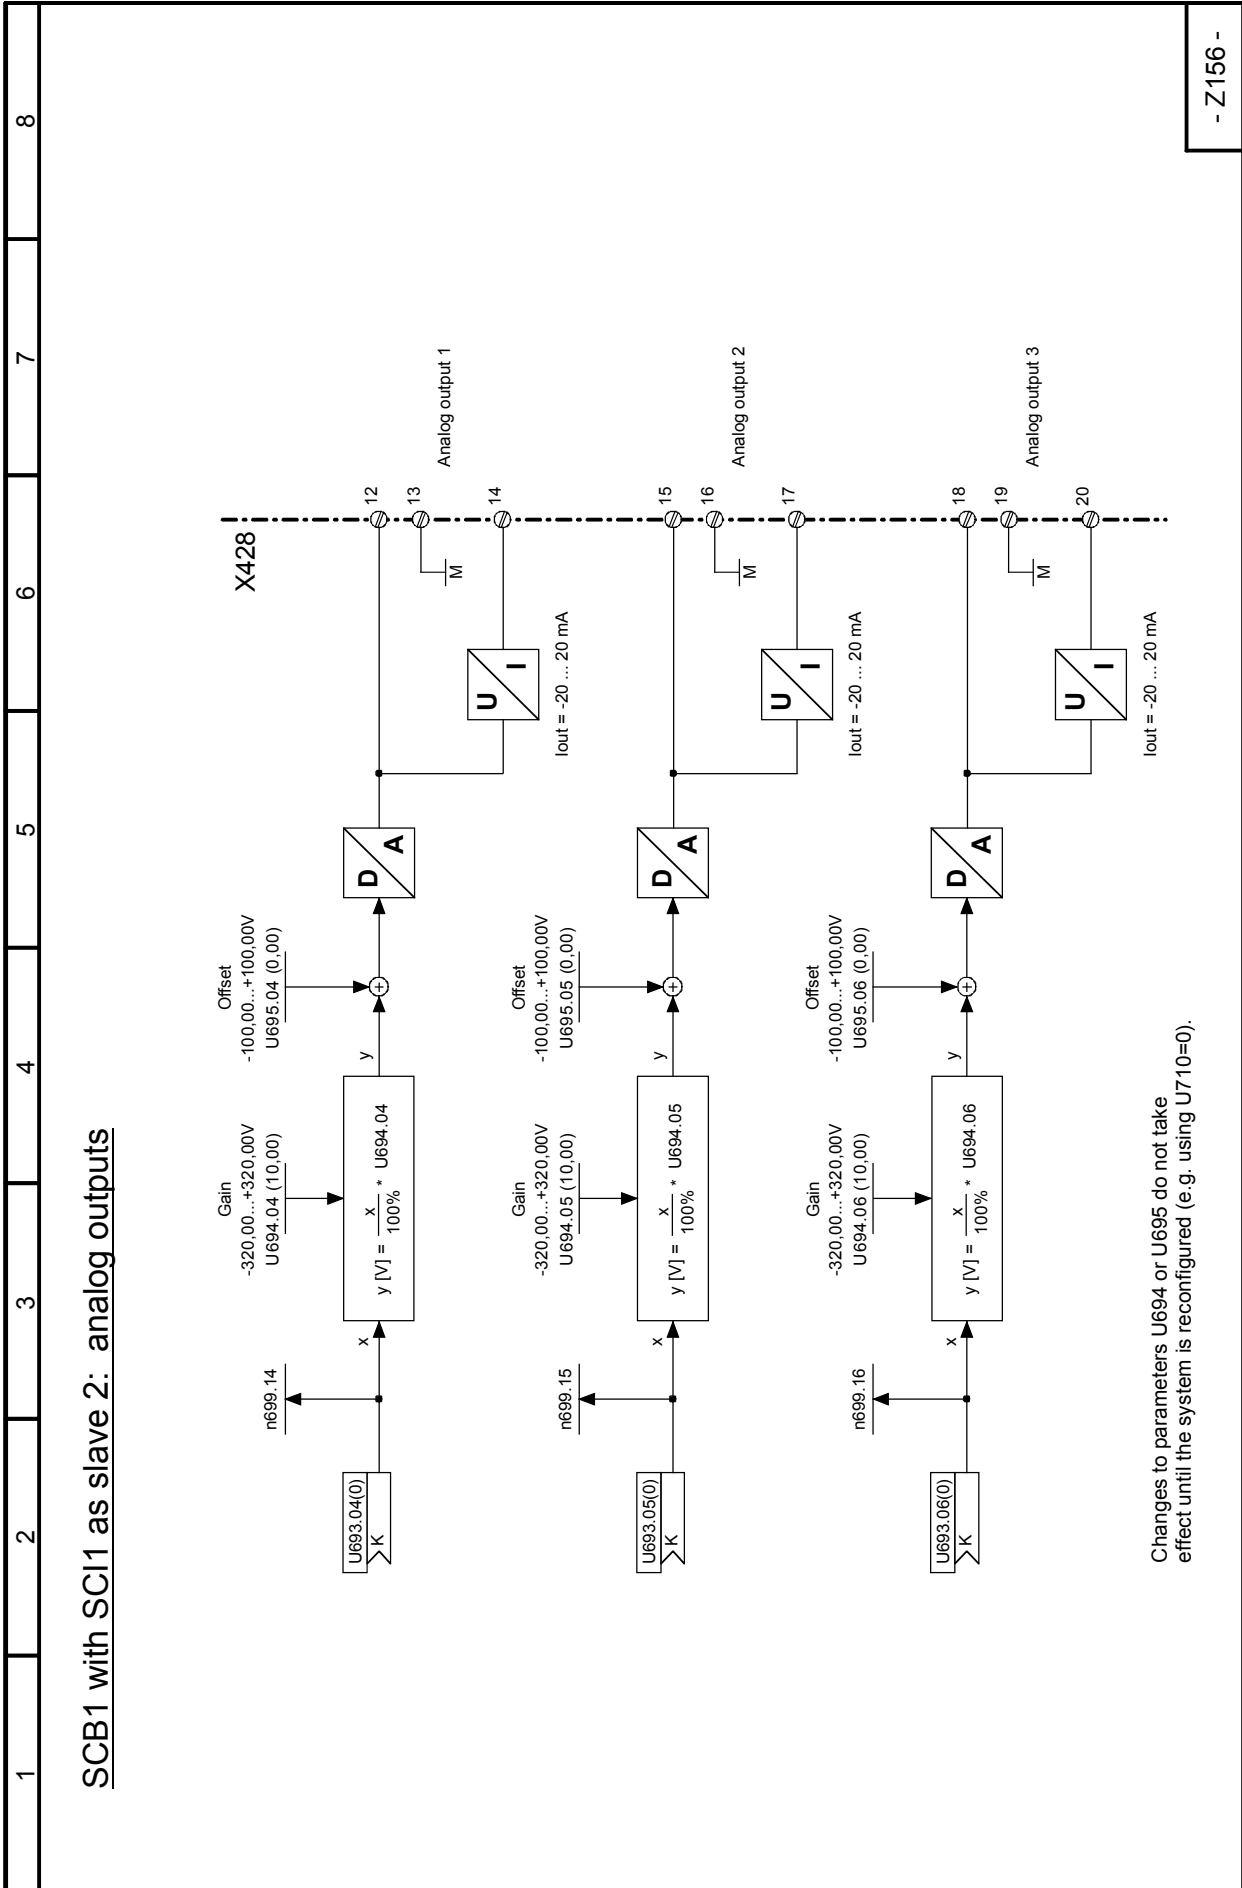 1
2
3
4
5
6
7
8
SCB1 with SCI1 as slave 2: analog outputs
X428
U693.04(0)
K
n699.14
x
Gain
-320,00...+320,00V
U694.04 (10,00)
y [V] = x / 100% * U694.04
y
Offset
-100,00...+100,00V
U695.04 (0,00)
+
D
A
U
I
Iout = -20 ... 20 mA
M
12
13
14
Analog output 1
U693.05(0)
K
n699.15
x
Gain
-320,00...+320,00V
U694.05 (10,00)
y [V] = x / 100% * U694.05
y
Offset
-100,00...+100,00V
U695.05 (0,00)
+
D
A
U
I
Iout = -20 ... 20 mA
M
15
16
17
Analog output 2
U693.06(0)
K
n699.16
x
Gain
-320,00...+320,00V
U694.06 (10,00)
y [V] = x / 100% * U694.06
y
Offset
-100,00...+100,00V
U695.06 (0,00)
+
D
A
U
I
Iout = -20 ... 20 mA
M
18
19
20
Analog output 3
Changes to parameters U694 or U695 do not take
effect until the system is reconfigured (e.g. using U710=0).
- Z156 -